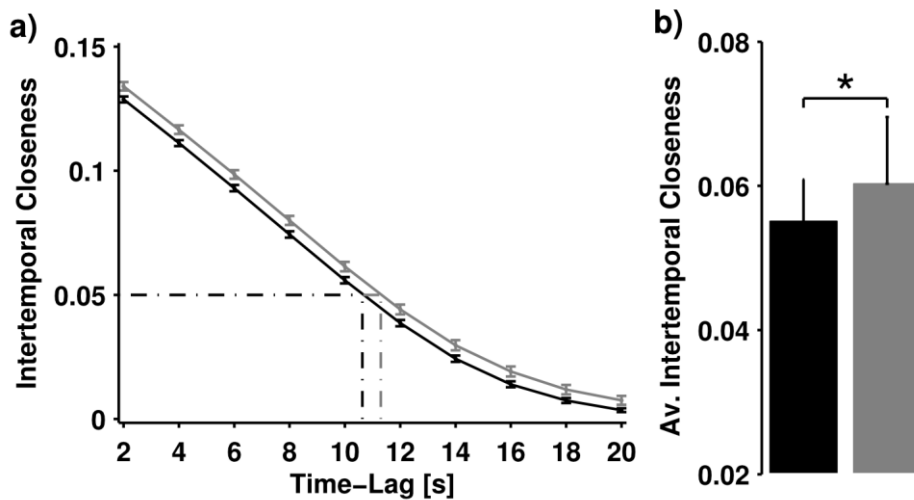 a)
Intertemporal Closeness
0.15
0.1
0.05
0
2 4 6 8 10 12 14 16 18 20
Time-Lag [s]
b)
Av. Intertemporal Closeness
0.08
0.06
0.04
0.02
*